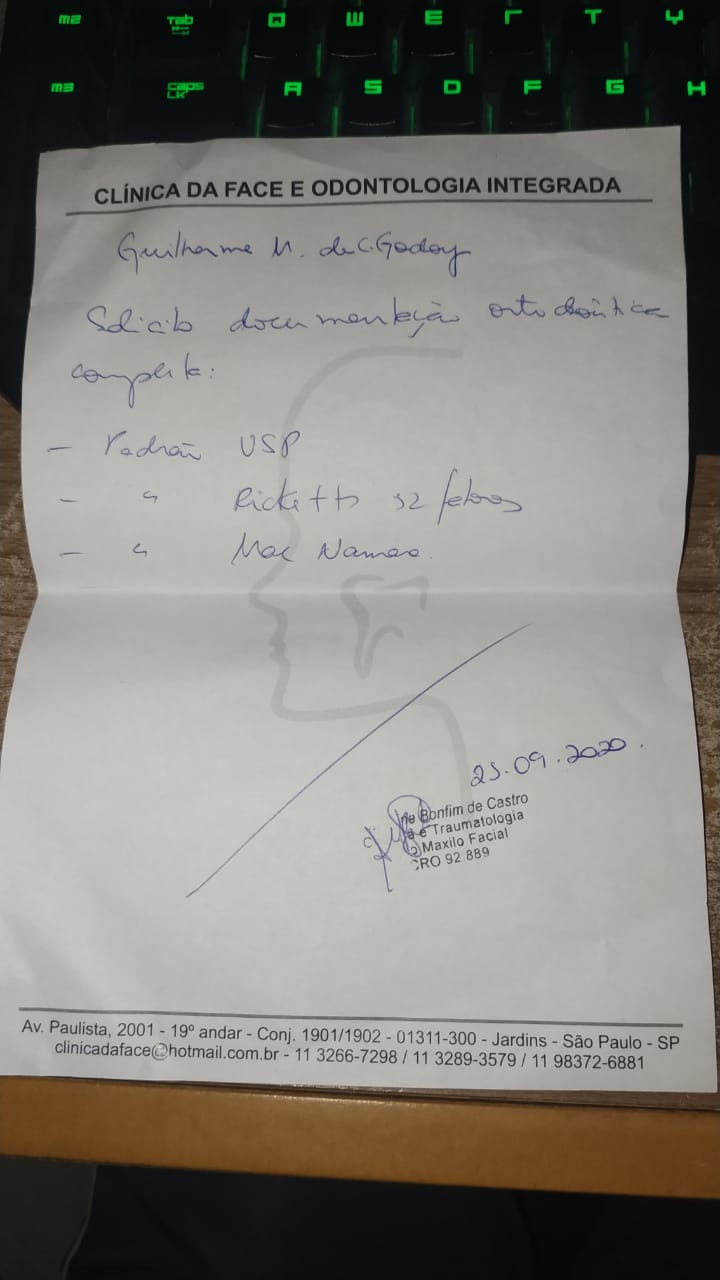 m2 Tab Q W E R T Y
m3 Caps LK A S D F G H
CLÍNICA DA FACE E ODONTOLOGIA INTEGRADA
Guilherme M. de C. Godoy
Solicito documentação ortodôntica
completa:
- Padrão USP
- " Ricketts 32 fatores
- " Mac Namara.
25.09.2020.
Bonfim de Castro
e Traumatologia
Maxilo Facial
CRO 92 889
Av. Paulista, 2001 - 19º andar - Conj. 1901/1902 - 01311-300 - Jardins - São Paulo - SP
clinicadaface@hotmail.com.br - 11 3266-7298 / 11 3289-3579 / 11 98372-6881